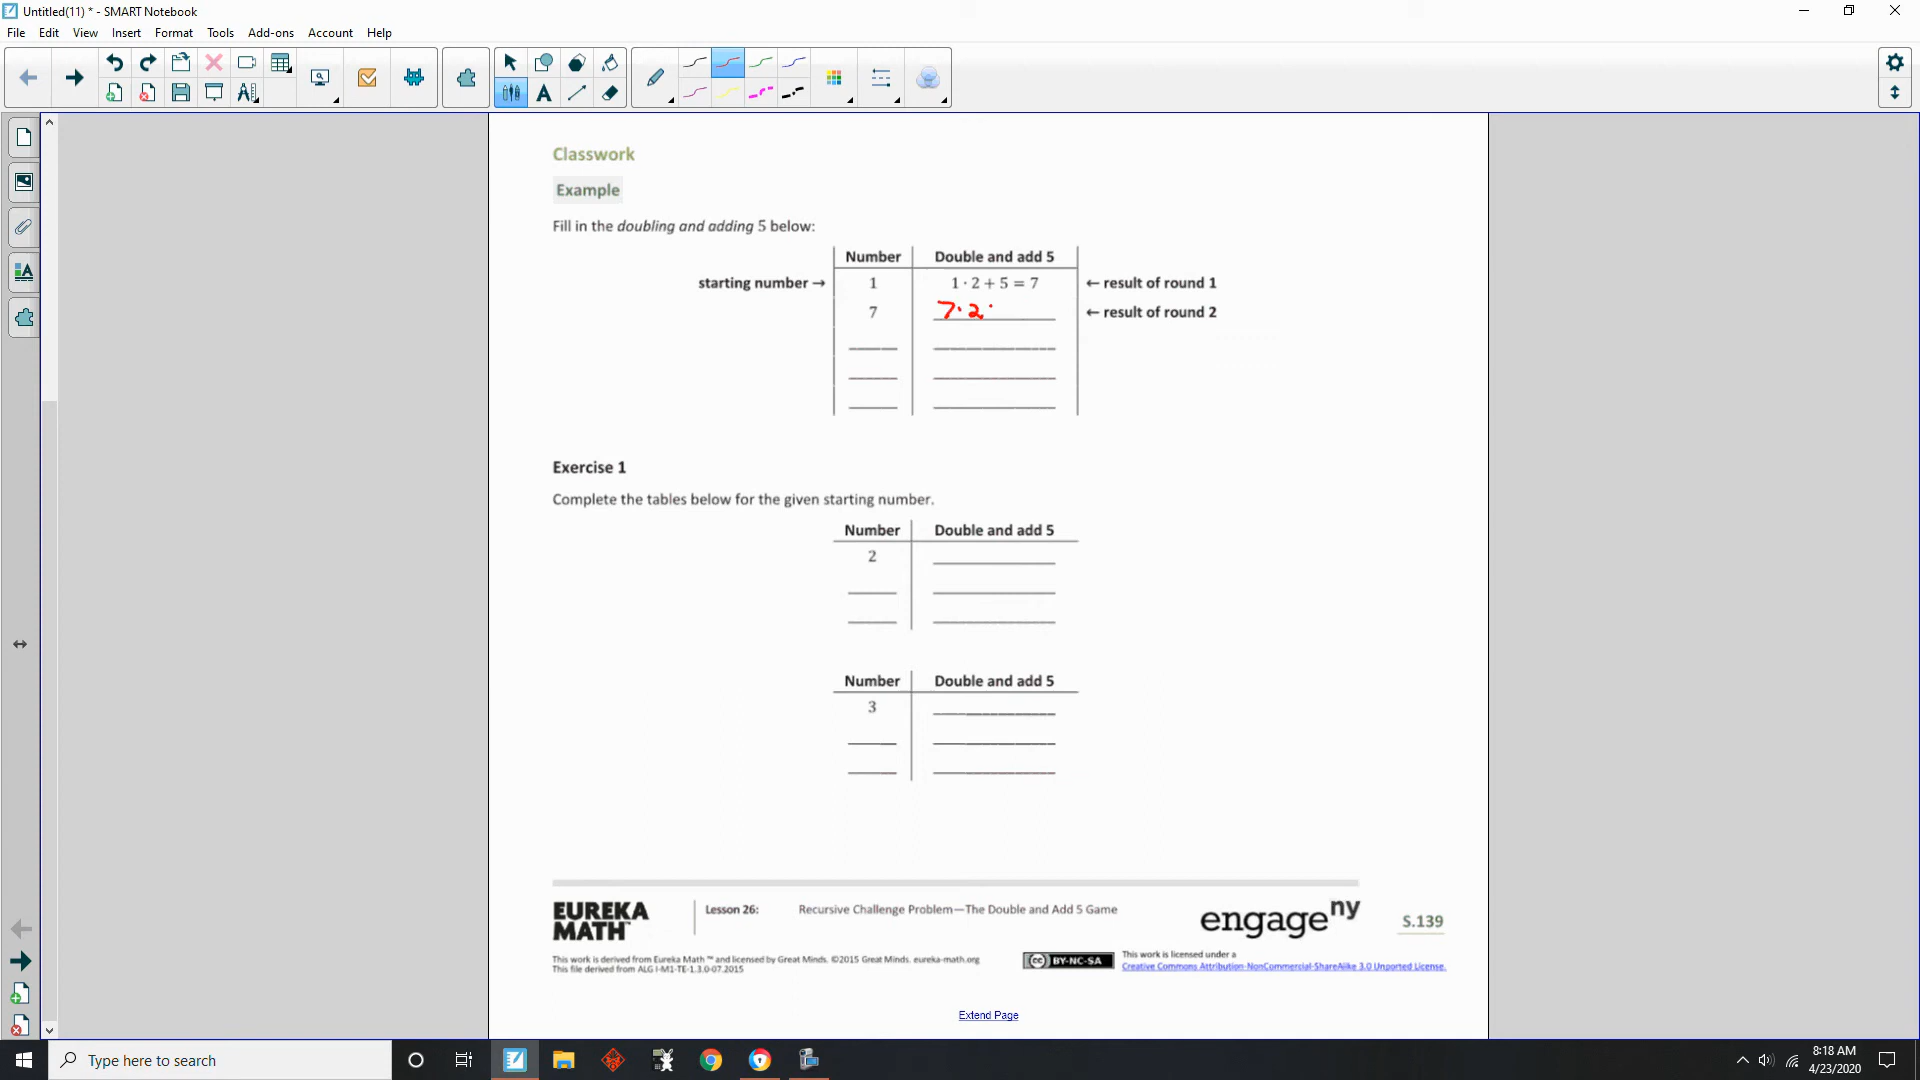 Untitled(11) * - SMART Notebook
File Edit View Insert Format Tools Add-ons Account Help
Classwork
Example
Fill in the doubling and adding 5 below:
Number Double and add 5
starting number → 1 1 · 2 + 5 = 7 ← result of round 1
7 7·2 ← result of round 2
Exercise 1
Complete the tables below for the given starting number.
Number Double and add 5
2
Number Double and add 5
3
EUREKA MATH™ Lesson 26: Recursive Challenge Problem—The Double and Add 5 Game engageny S.139
This work is derived from Eureka Math ™ and licensed by Great Minds. ©2015 Great Minds. eureka-math.org
This file derived from ALG I-M1-TE-1.3.0-07.2015
CC BY-NC-SA
This work is licensed under a
Creative Commons Attribution-NonCommercial-ShareAlike 3.0 Unported License.
Extend Page
Type here to search
8:18 AM
4/23/2020